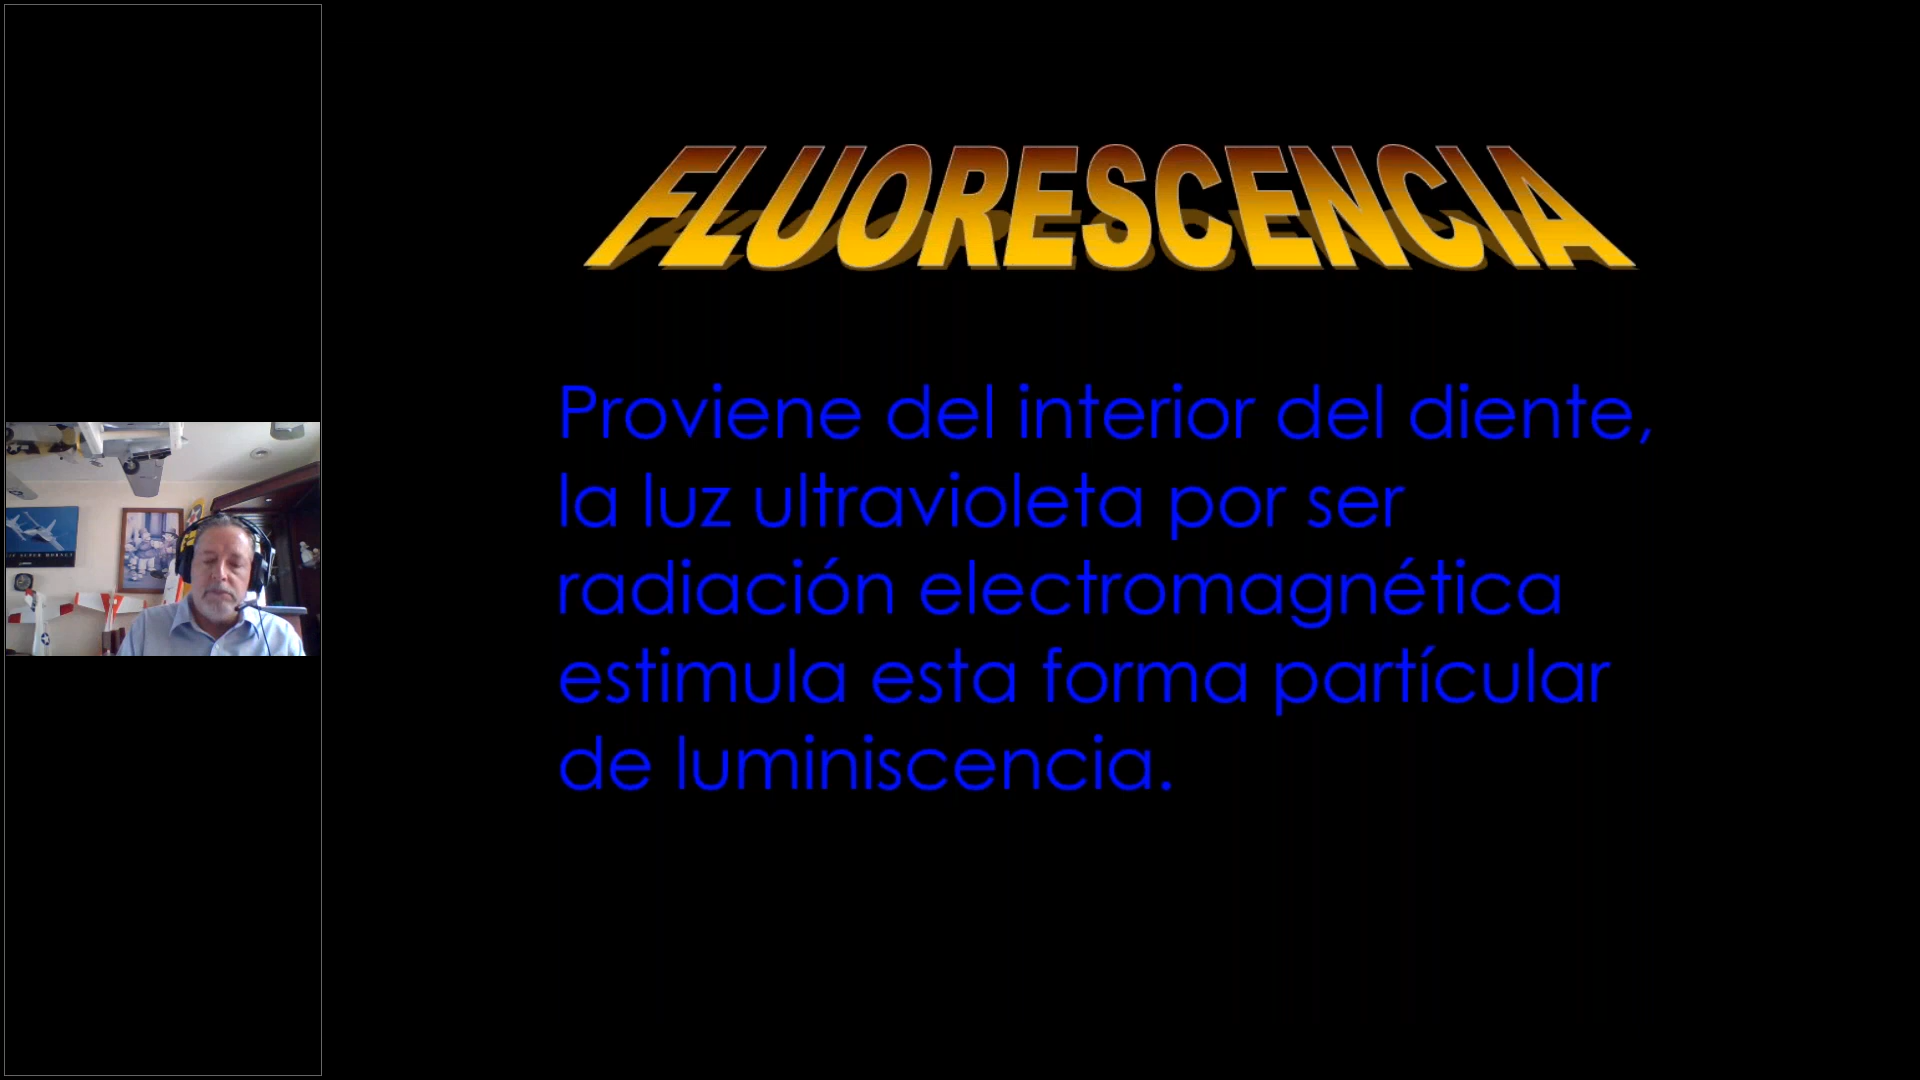 FLUORESCENCIA
Proviene del interior del diente,
la luz ultravioleta por ser
radiación electromagnética
estimula esta forma partícular
de luminiscencia.